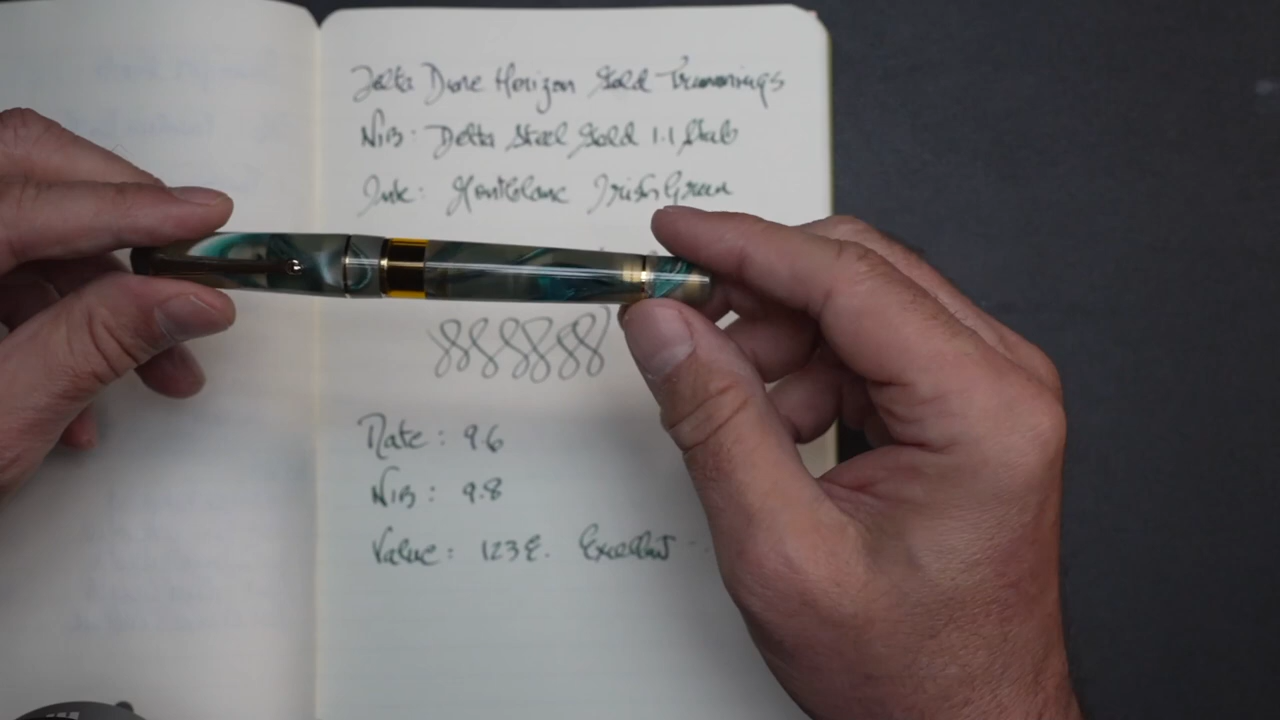 Delta Dune Horizon Gold Trimmings
Nib: Delta Steel Gold 1.1 Stub
Ink: Montblanc Irish Green
888888
Rate: 9.6
Nib: 9.8
Value: 123€. Excellent